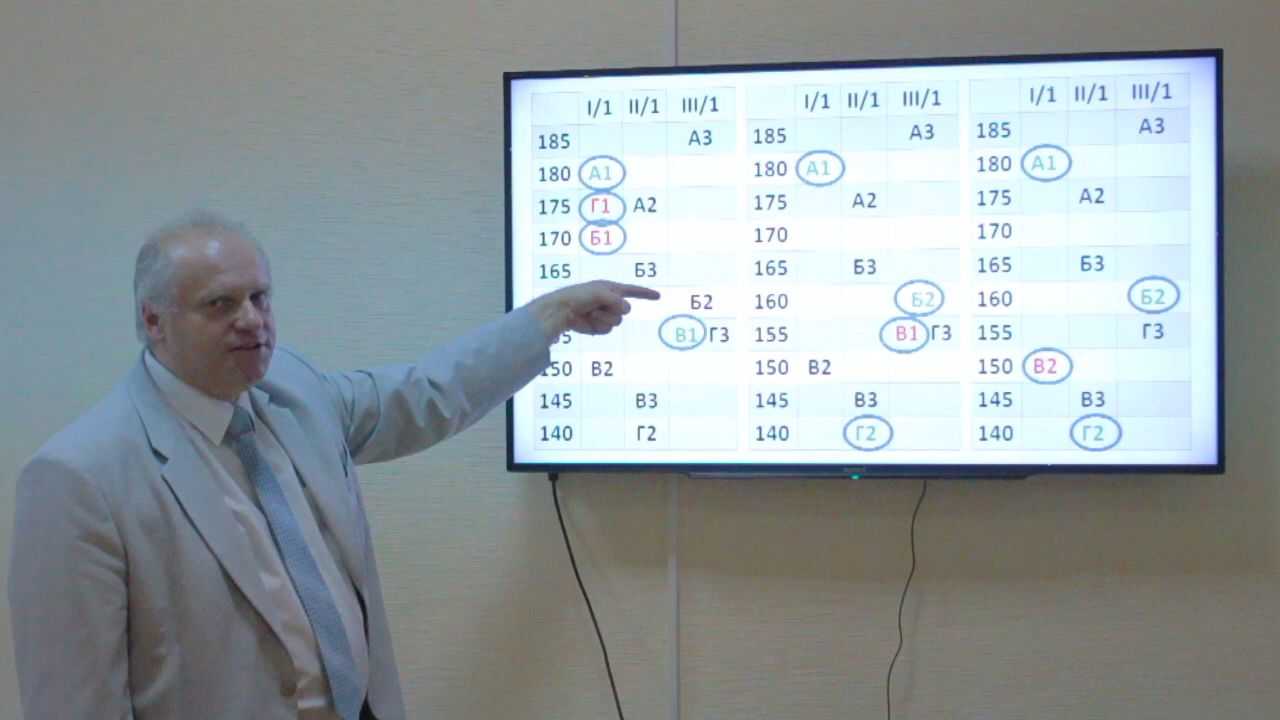 I/1 II/1 III/1 I/1 II/1 III/1 I/1 II/1 III/1
185 А3 185 А3 185 А3
180 А1 180 А1 180 А1
175 Г1 А2 175 А2 175 А2
170 Б1 170 170
165 Б3 165 Б3 165 Б3
Б2 160 Б2 160 Б2
В1 Г3 155 В1 Г3 155 Г3
150 В2 150 В2 150 В2
145 В3 145 В3 145 В3
140 Г2 140 Г2 140 Г2